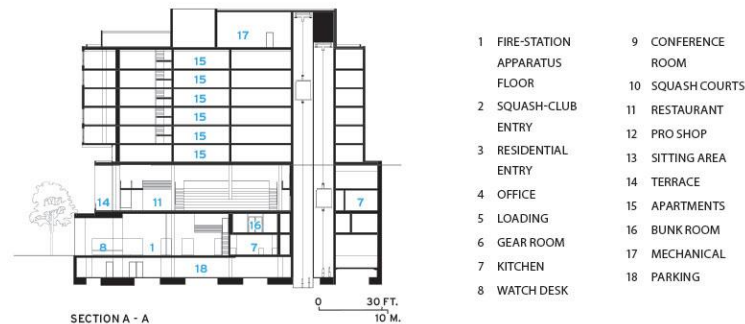 17
15
15
15
15
15
15
14 11 7
16
8 1 7
18
SECTION A - A
0 30 FT.
10 M.
1 FIRE-STATION
APPARATUS
FLOOR
2 SQUASH-CLUB
ENTRY
3 RESIDENTIAL
ENTRY
4 OFFICE
5 LOADING
6 GEAR ROOM
7 KITCHEN
8 WATCH DESK
9 CONFERENCE
ROOM
10 SQUASH COURTS
11 RESTAURANT
12 PRO SHOP
13 SITTING AREA
14 TERRACE
15 APARTMENTS
16 BUNK ROOM
17 MECHANICAL
18 PARKING